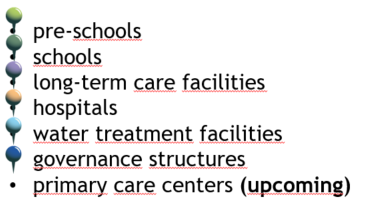 pre-schools
schools
long-term care facilities
hospitals
water treatment facilities
governance structures
• primary care centers (upcoming)